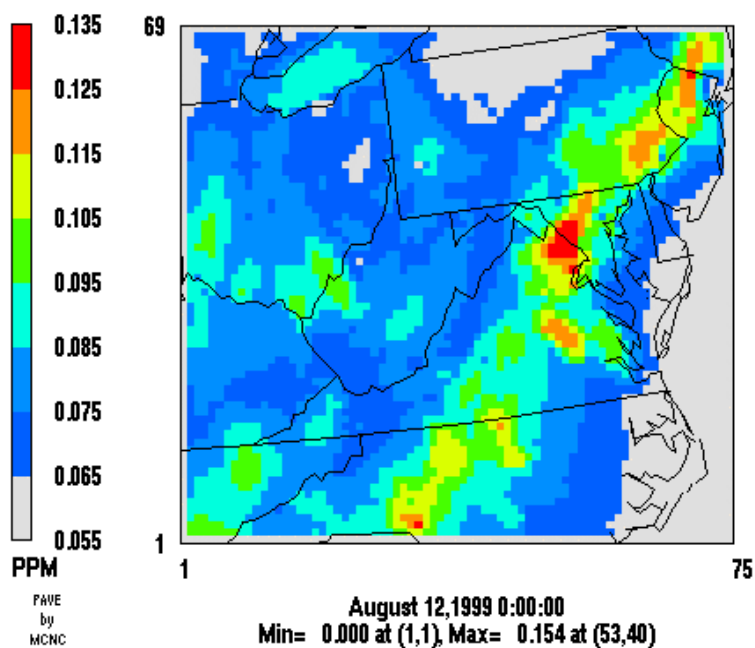 0.135
0.125
0.115
0.105
0.095
0.085
0.075
0.065
0.055
PPM
PAVE
by
MCNC
69
1
1
75
August 12,1999 0:00:00
Min= 0.000 at (1,1), Max= 0.154 at (53,40)